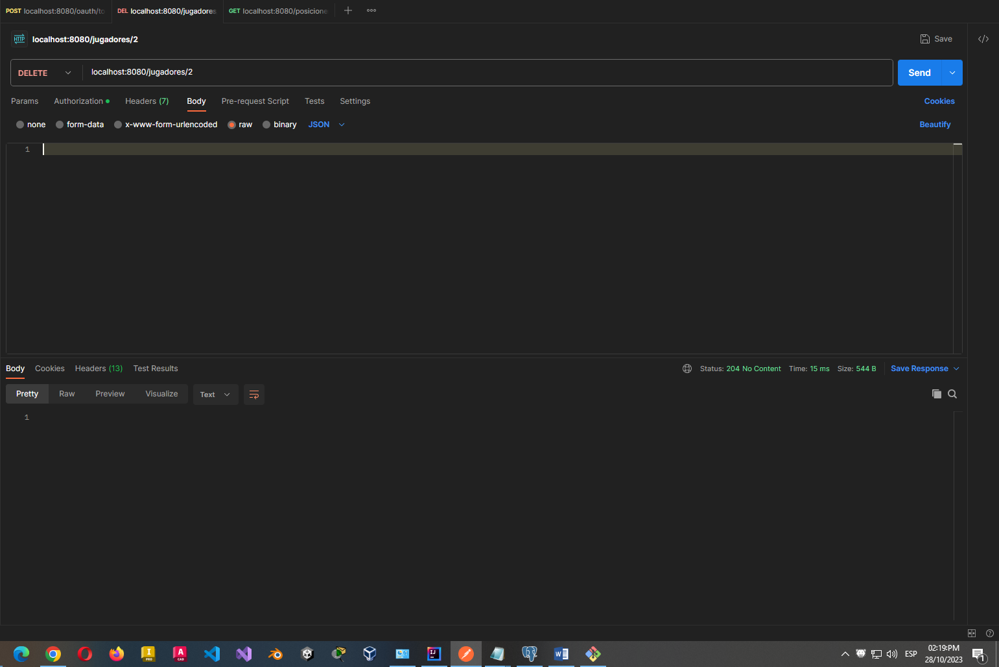 POST localhost:8080/oauth/to DEL localhost:8080/jugadores GET localhost:8080/posicione
HTTP localhost:8080/jugadores/2 Save
DELETE localhost:8080/jugadores/2 Send
Params Authorization Headers (7) Body Pre-request Script Tests Settings Cookies
none form-data x-www-form-urlencoded raw binary JSON Beautify
1
Body Cookies Headers (13) Test Results Status: 204 No Content Time: 15 ms Size: 544 B Save Response
Pretty Raw Preview Visualize Text
1
ESP 02:19:PM
28/10/2023 1